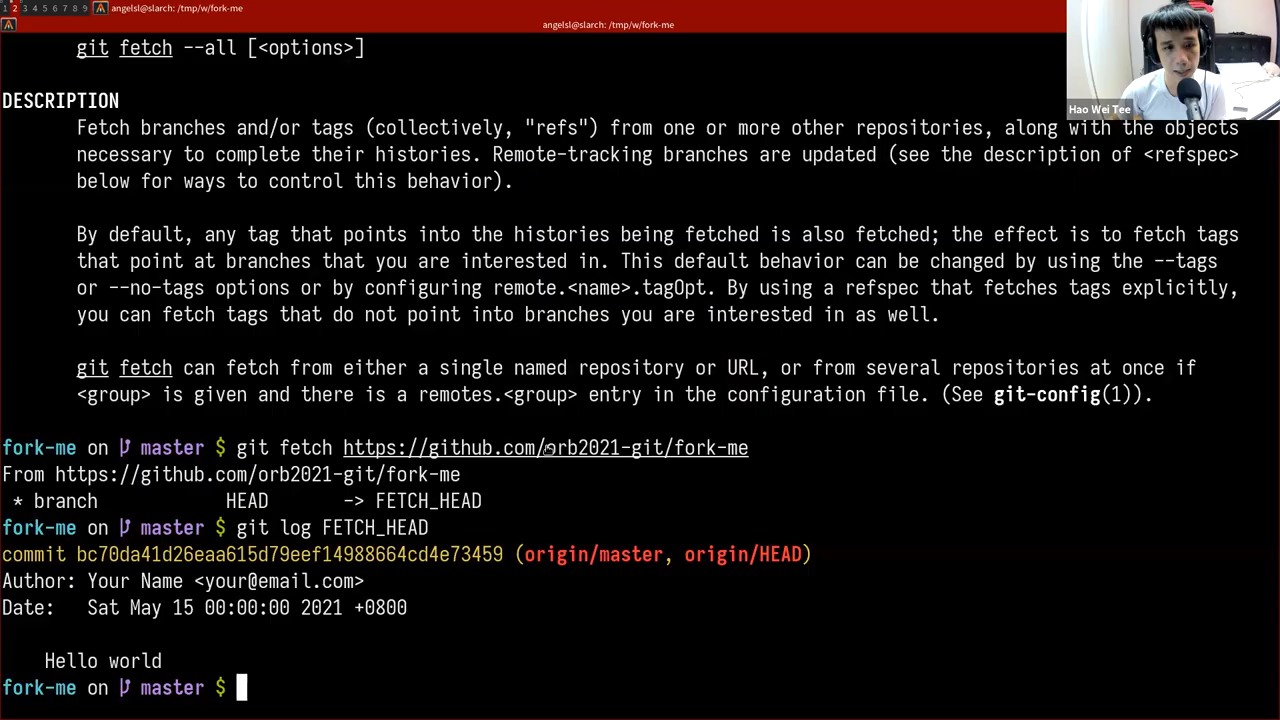 1 2 3 4 5 6 7 8 9 angelsl@slarch: /tmp/w/fork-me
angelsl@slarch: /tmp/w/fork-me
git fetch --all [<options>]
Hao Wei Tee
DESCRIPTION
Fetch branches and/or tags (collectively, "refs") from one or more other repositories, along with the objects
necessary to complete their histories. Remote-tracking branches are updated (see the description of <refspec>
below for ways to control this behavior).
By default, any tag that points into the histories being fetched is also fetched; the effect is to fetch tags
that point at branches that you are interested in. This default behavior can be changed by using the --tags
or --no-tags options or by configuring remote.<name>.tagOpt. By using a refspec that fetches tags explicitly,
you can fetch tags that do not point into branches you are interested in as well.
git fetch can fetch from either a single named repository or URL, or from several repositories at once if
<group> is given and there is a remotes.<group> entry in the configuration file. (See git-config(1)).
fork-me on master $ git fetch https://github.com/orb2021-git/fork-me
From https://github.com/orb2021-git/fork-me
* branch HEAD -> FETCH_HEAD
fork-me on master $ git log FETCH_HEAD
commit bc70da41d26eaa615d79eef14988664cd4e73459 (origin/master, origin/HEAD)
Author: Your Name <your@email.com>
Date: Sat May 15 00:00:00 2021 +0800
Hello world
fork-me on master $